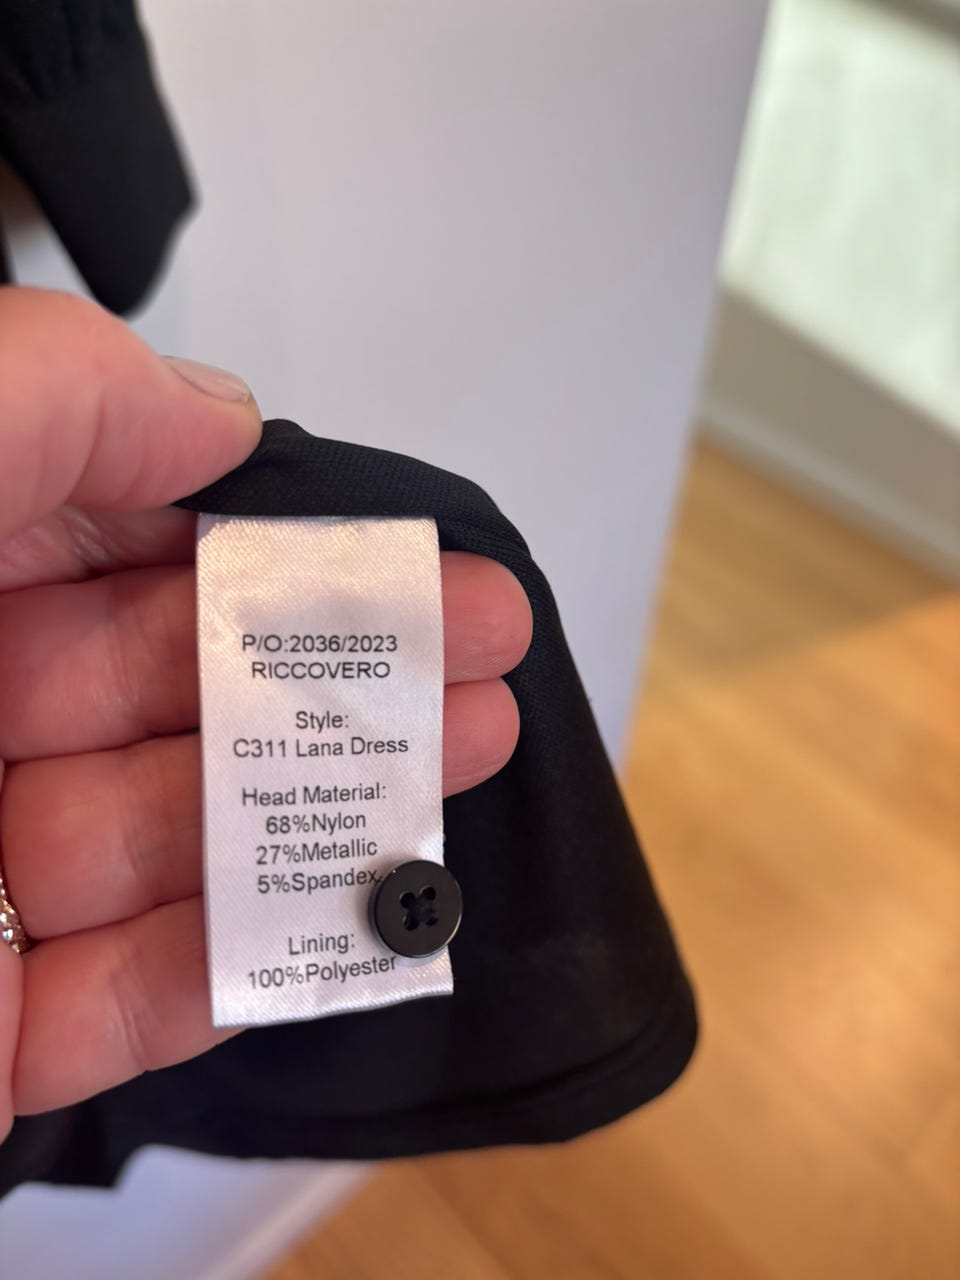 P/O:2036/2023
RICCOVERO
Style:
C311 Lana Dress
Head Material:
68%Nylon
27%Metallic
5%Spandex
Lining:
100%Polyester